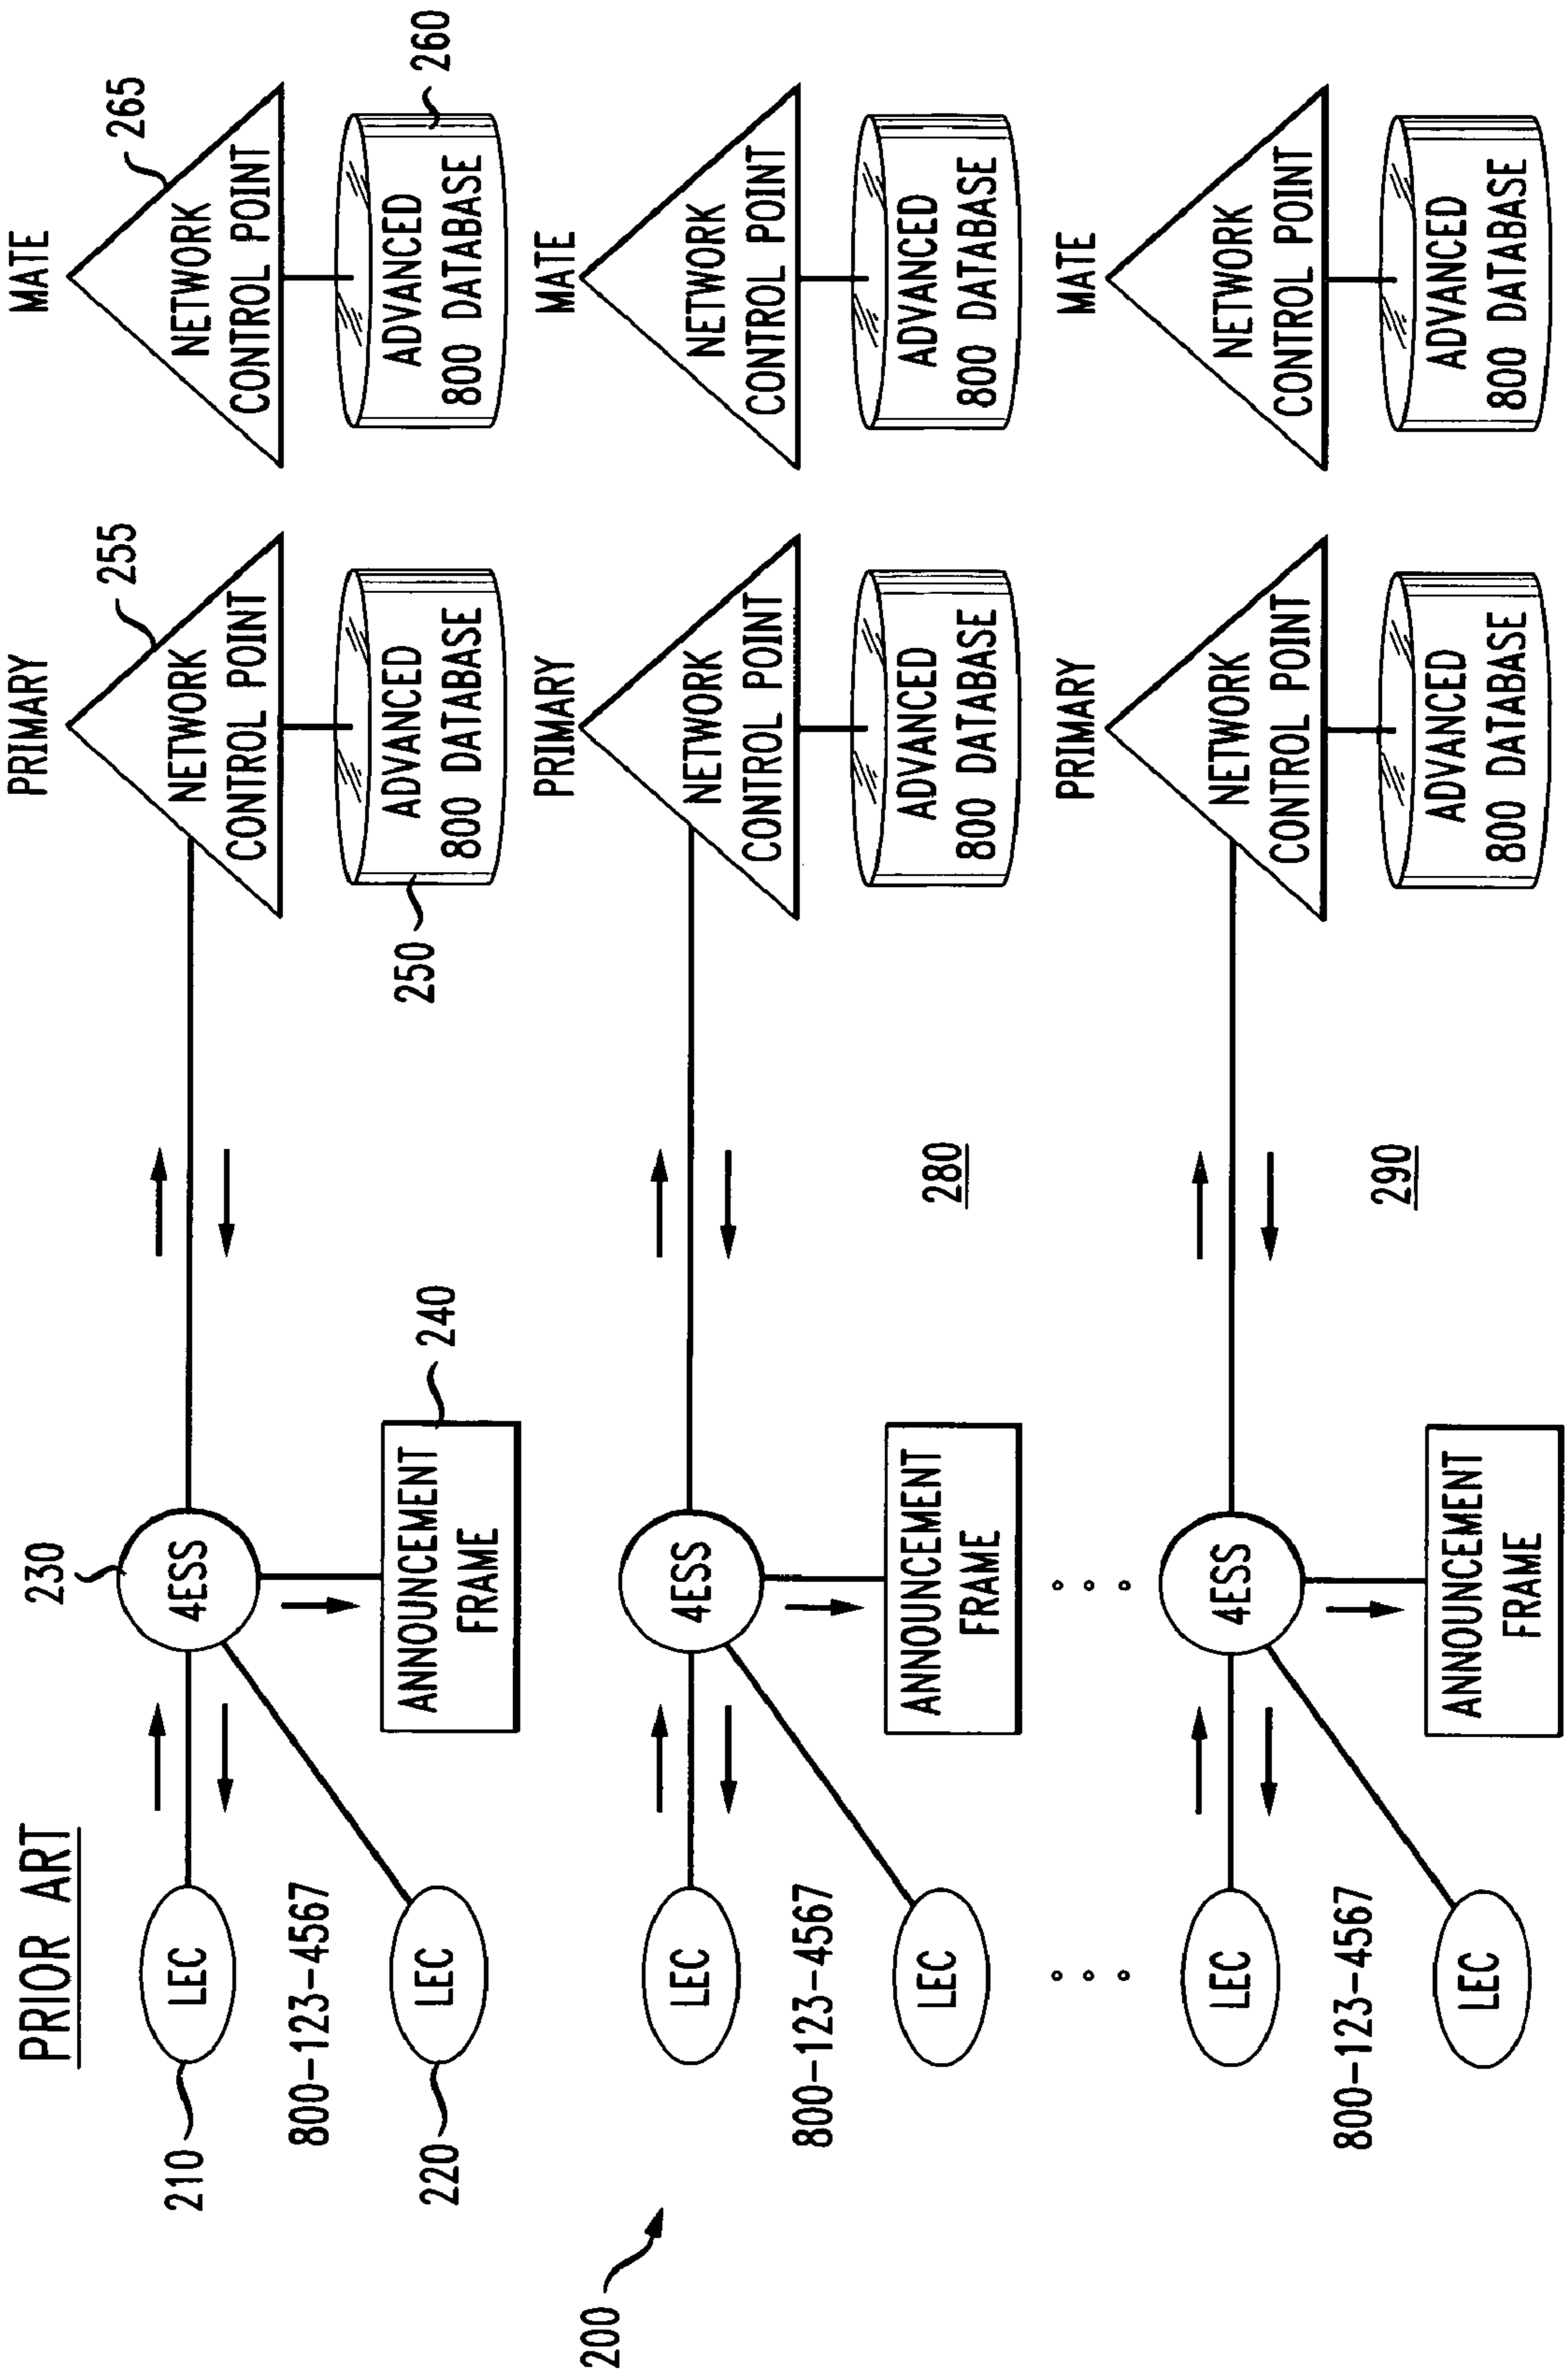 PRIOR ART
230
PRIMARY
MATE
255
265
210
LEC
4ESS
NETWORK
CONTROL POINT
NETWORK
CONTROL POINT
800-123-4567
220
LEC
ANNOUNCEMENT
FRAME
240
250
ADVANCED
800 DATABASE
ADVANCED
800 DATABASE
260
200
PRIMARY
MATE
LEC
4ESS
NETWORK
CONTROL POINT
NETWORK
CONTROL POINT
800-123-4567
LEC
ANNOUNCEMENT
FRAME
280
ADVANCED
800 DATABASE
ADVANCED
800 DATABASE
PRIMARY
MATE
LEC
4ESS
NETWORK
CONTROL POINT
NETWORK
CONTROL POINT
800-123-4567
290
LEC
ANNOUNCEMENT
FRAME
ADVANCED
800 DATABASE
ADVANCED
800 DATABASE